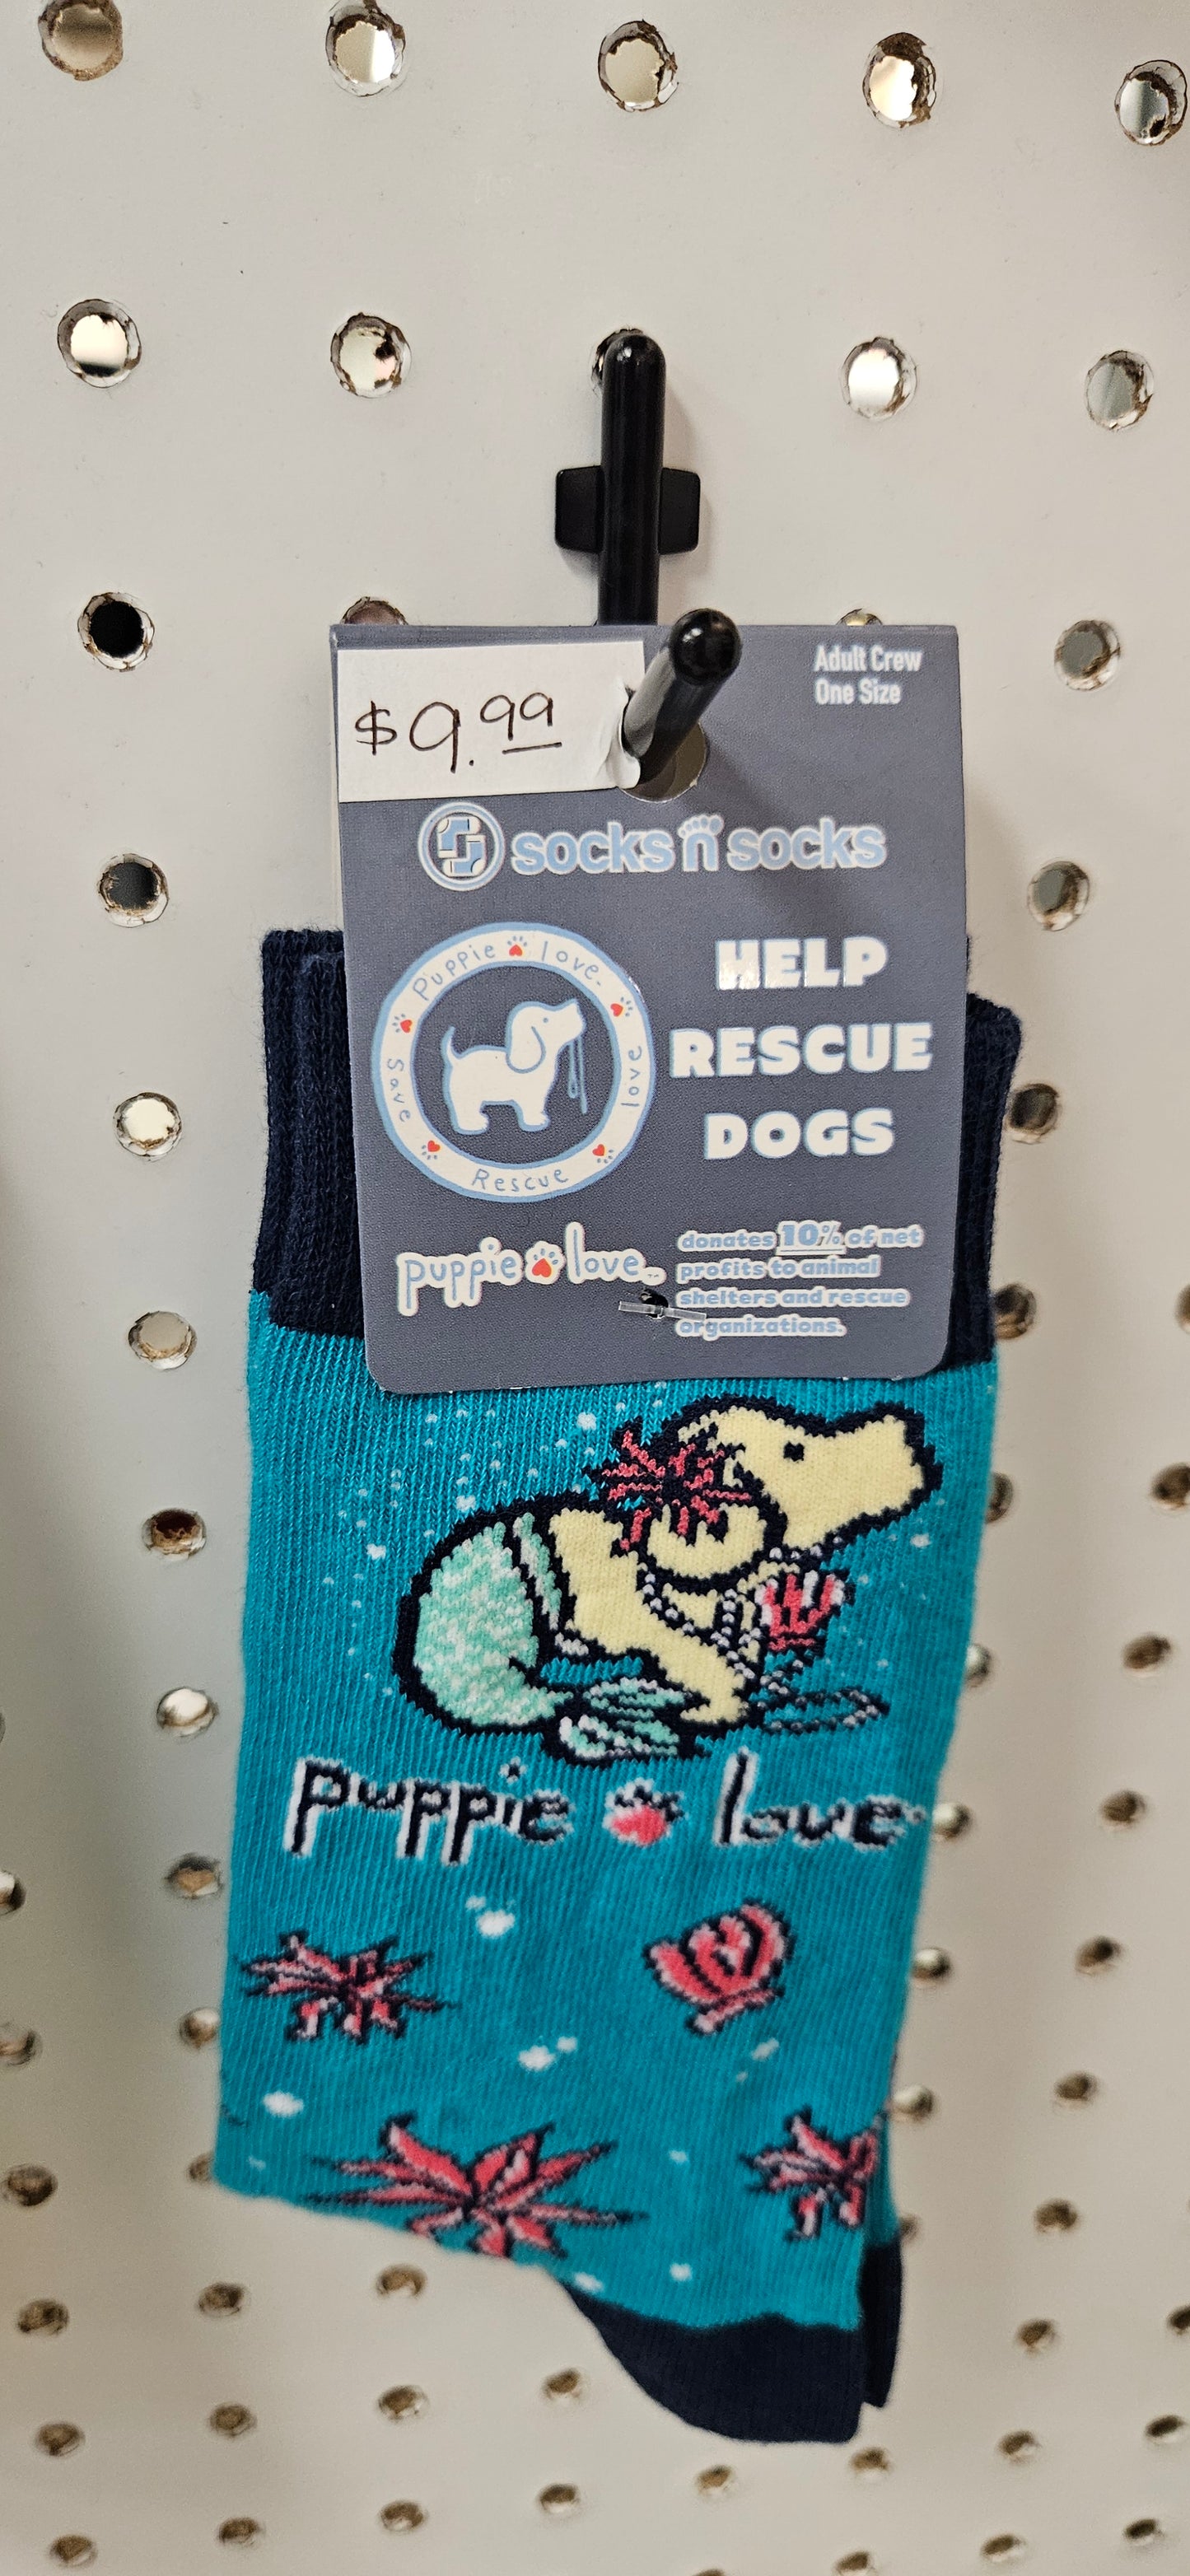 Adult Crew
One Size
$9.99
socks n socks
Puppie love.
love
Rescue
Save
HELP
RESCUE
DOGS
puppie love.
donates 10% of net
profits to animal
shelters and rescue
organizations.
puppie love.